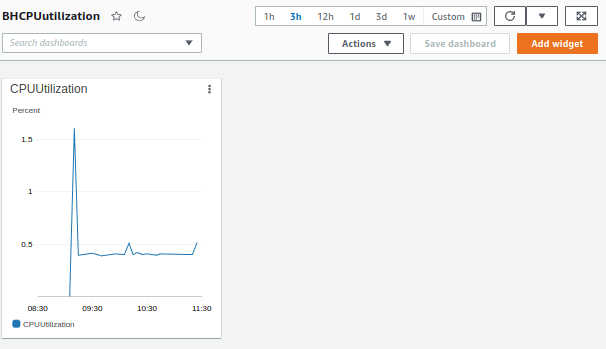 BHCPUutilization
1h 3h 12h 1d 3d 1w Custom
Search dashboards
Actions Save dashboard Add widget
CPUUtilization
Percent
1.5
1
0.5
08:30 09:30 10:30 11:30
CPUUtilization